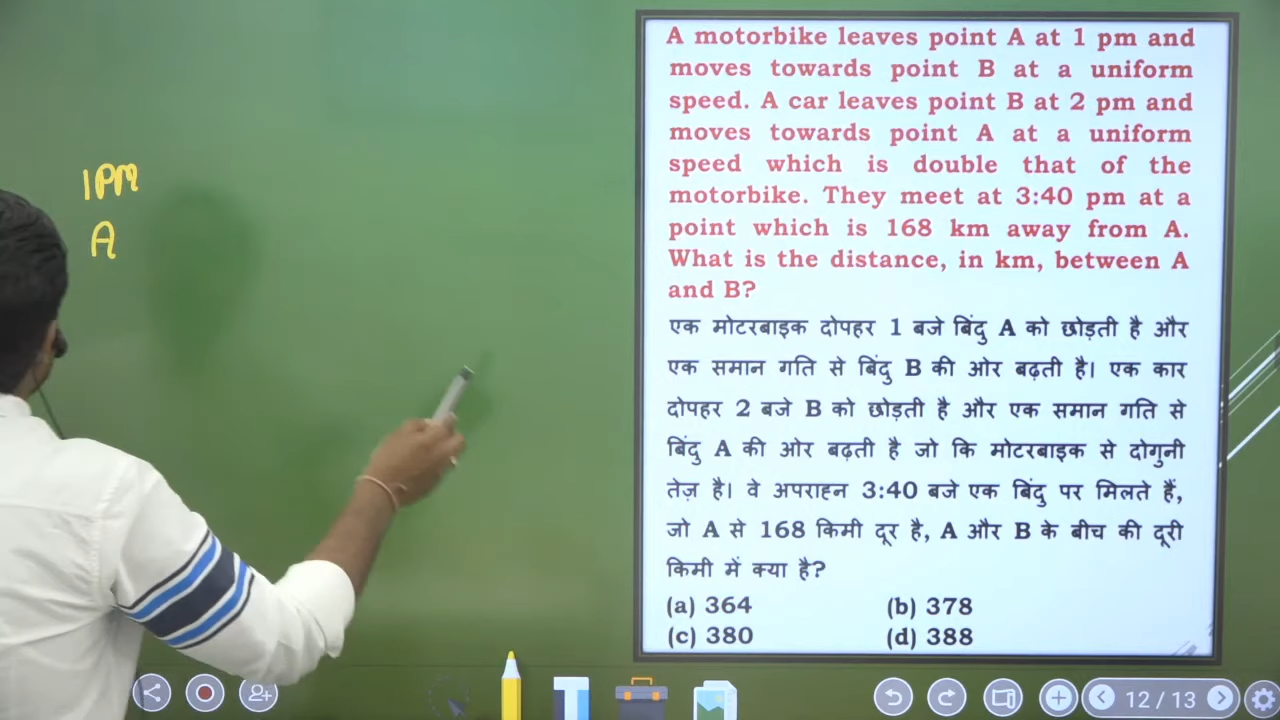 1PM
A
A motorbike leaves point A at 1 pm and
moves towards point B at a uniform
speed. A car leaves point B at 2 pm and
moves towards point A at a uniform
speed which is double that of the
motorbike. They meet at 3:40 pm at a
point which is 168 km away from A.
What is the distance, in km, between A
and B?
एक मोटरबाइक दोपहर 1 बजे बिंदु A को छोड़ती है और
एक समान गति से बिंदु B की ओर बढ़ती है। एक कार
दोपहर 2 बजे B को छोड़ती है और एक समान गति से
बिंदु A की ओर बढ़ती है जो कि मोटरबाइक से दोगुनी
तेज़ है। वे अपराह्न 3:40 बजे एक बिंदु पर मिलते हैं,
जो A से 168 किमी दूर है, A और B के बीच की दूरी
किमी में क्या है?
(a) 364 (b) 378
(c) 380 (d) 388
12 / 13